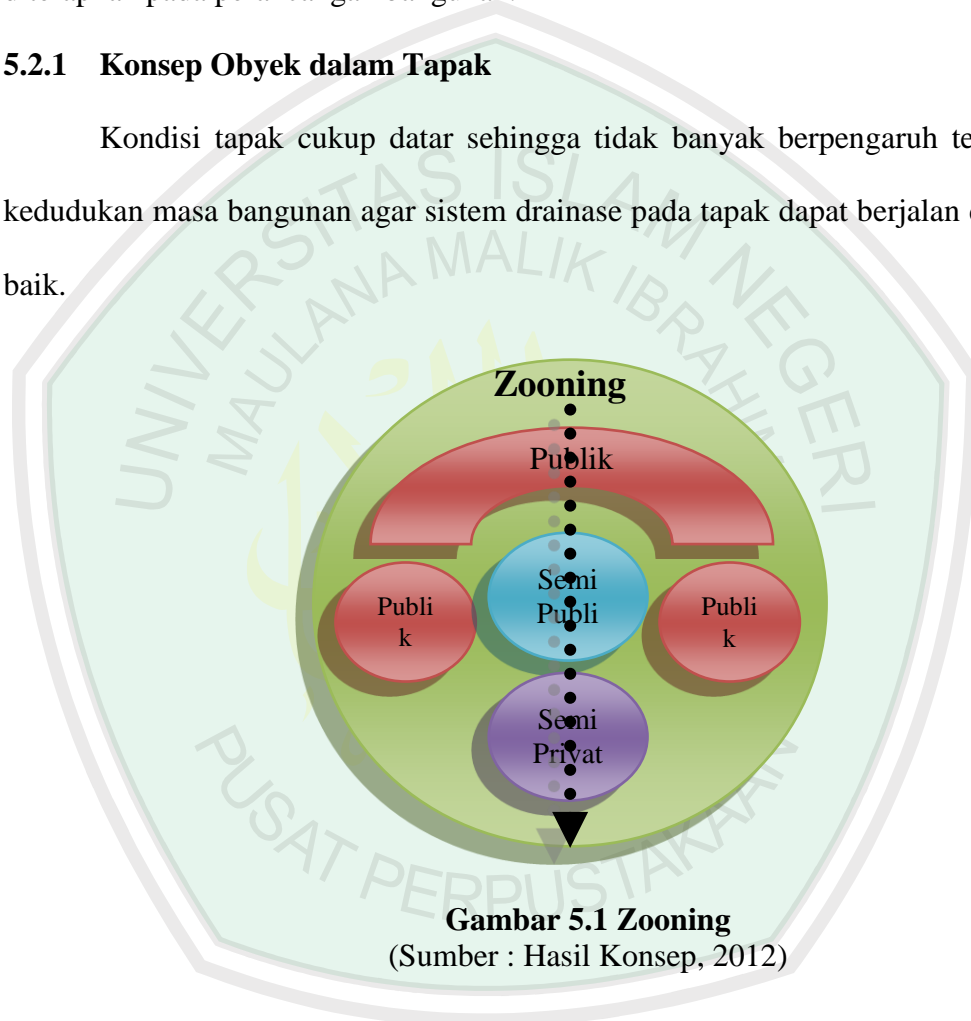 5.2.1 Konsep Obyek dalam Tapak
Kondisi tapak cukup datar sehingga tidak banyak berpengaruh
kedudukan masa bangunan agar sistem drainase pada tapak dapat berjalan
baik.
UNIVERSITAS ISLAM NEGERI
MAULANA MALIK IBRAHIM
Zooning
Publik
Publi
k
Semi
Publi
Publi
k
Semi
Privat
PUSAT PERPUSTAKAAN
Gambar 5.1 Zooning
(Sumber : Hasil Konsep, 2012)